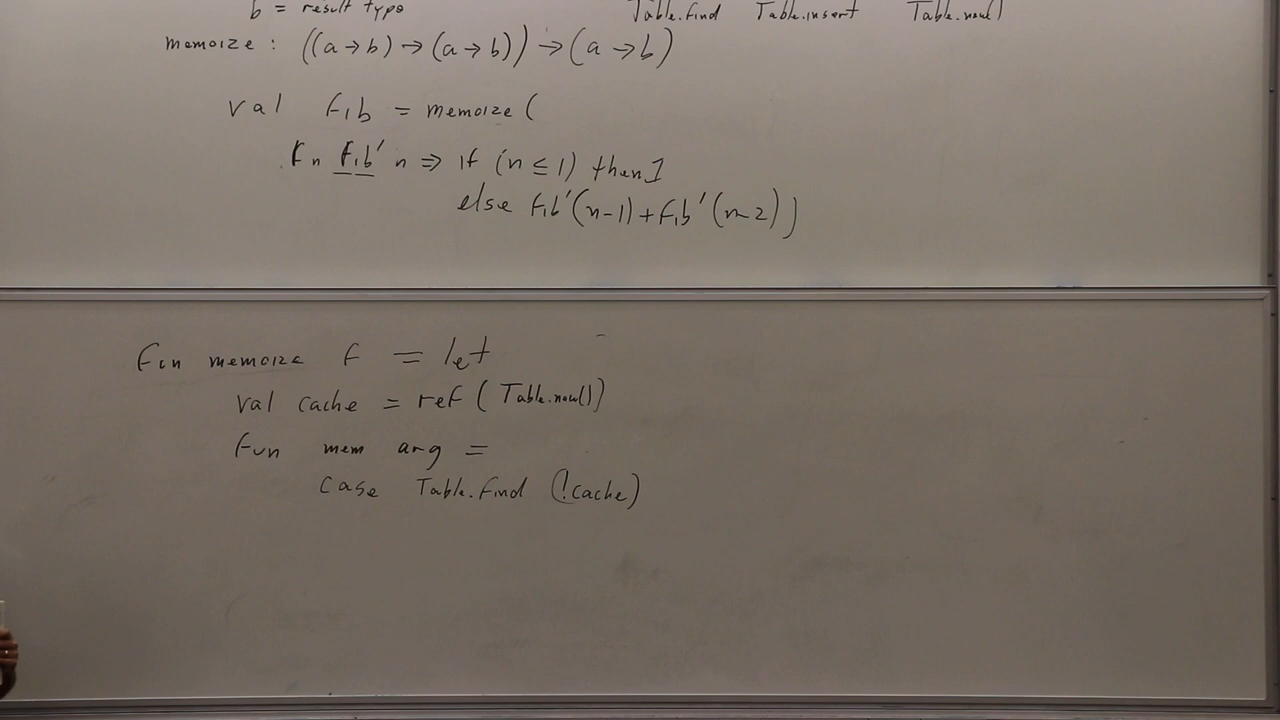 b = result type Table.find Table.insert Table.new()
memoize : ((a → b) → (a → b)) → (a → b)
val fib = memoize (
fn fib' n ⇒ if (n ≤ 1) then 1
else fib'(n-1) + fib'(n-2))
fun memoize f = let
val cache = ref (Table.new())
fun mem arg =
case Table.find (!cache)